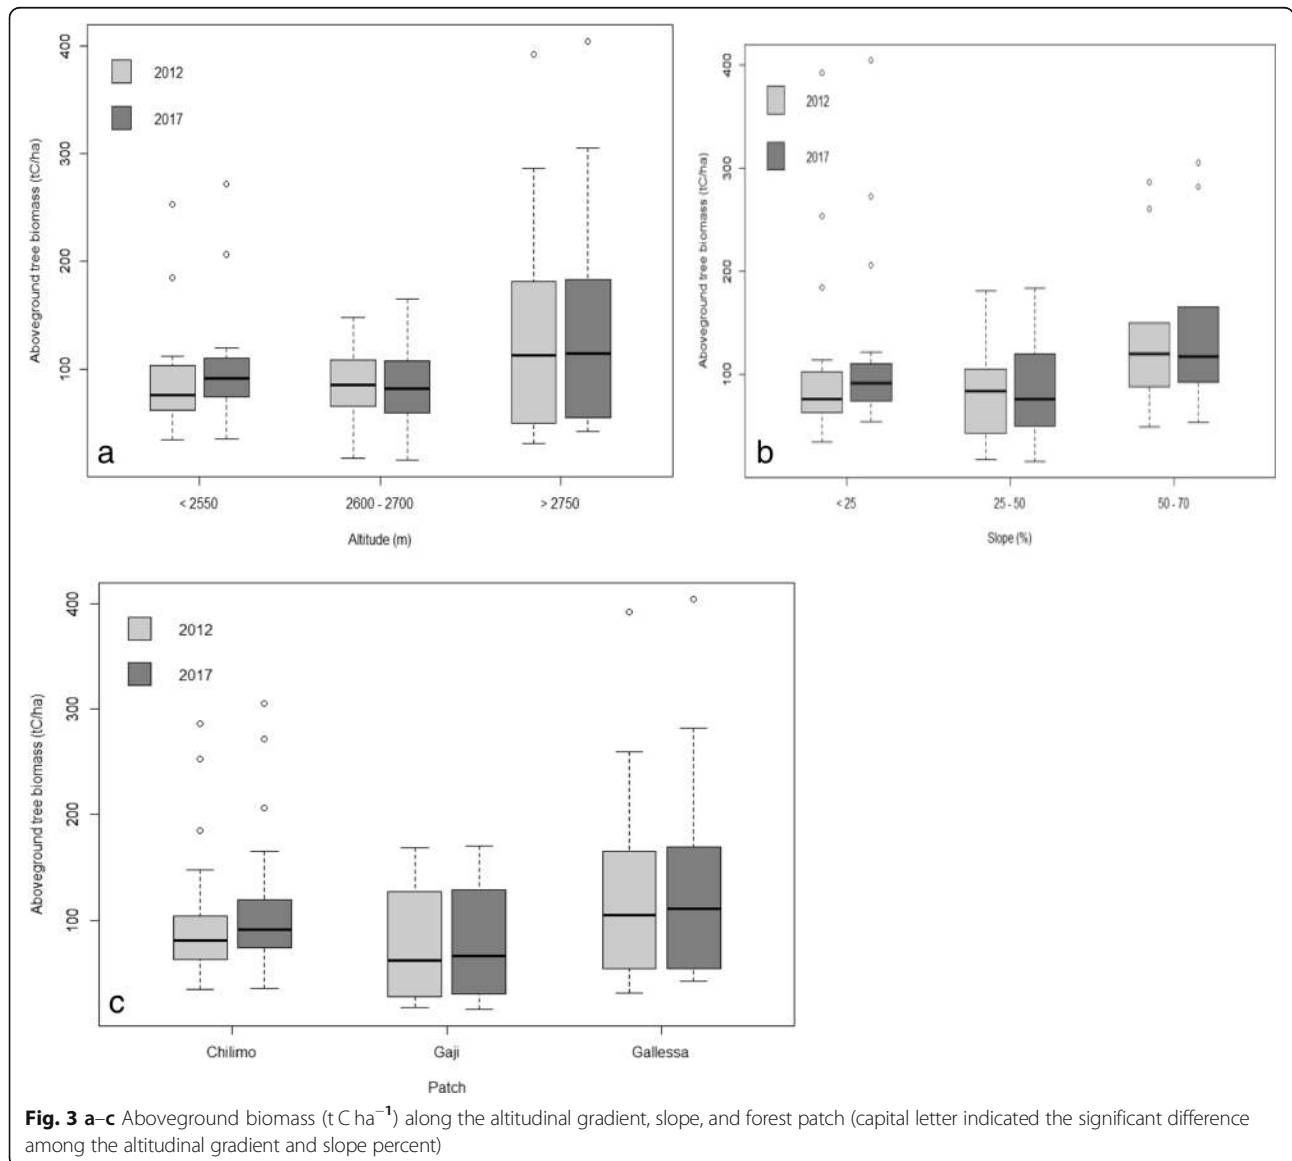 400
300
200
100
Aboveground tree biomass (tC/ha)
2012
2017
a
< 2550
2600 - 2700
> 2750
Altitude (m)
400
300
200
100
Aboveground tree biomass (tC/ha)
2012
2017
b
< 25
25 - 50
50 - 70
Slope (%)
400
300
200
100
Aboveground tree biomass (tC/ha)
2012
2017
c
Chilimo
Gaji
Gallessa
Patch
Fig. 3 a–c Aboveground biomass (t C ha⁻¹) along the altitudinal gradient, slope, and forest patch (capital letter indicated the significant difference
among the altitudinal gradient and slope percent)